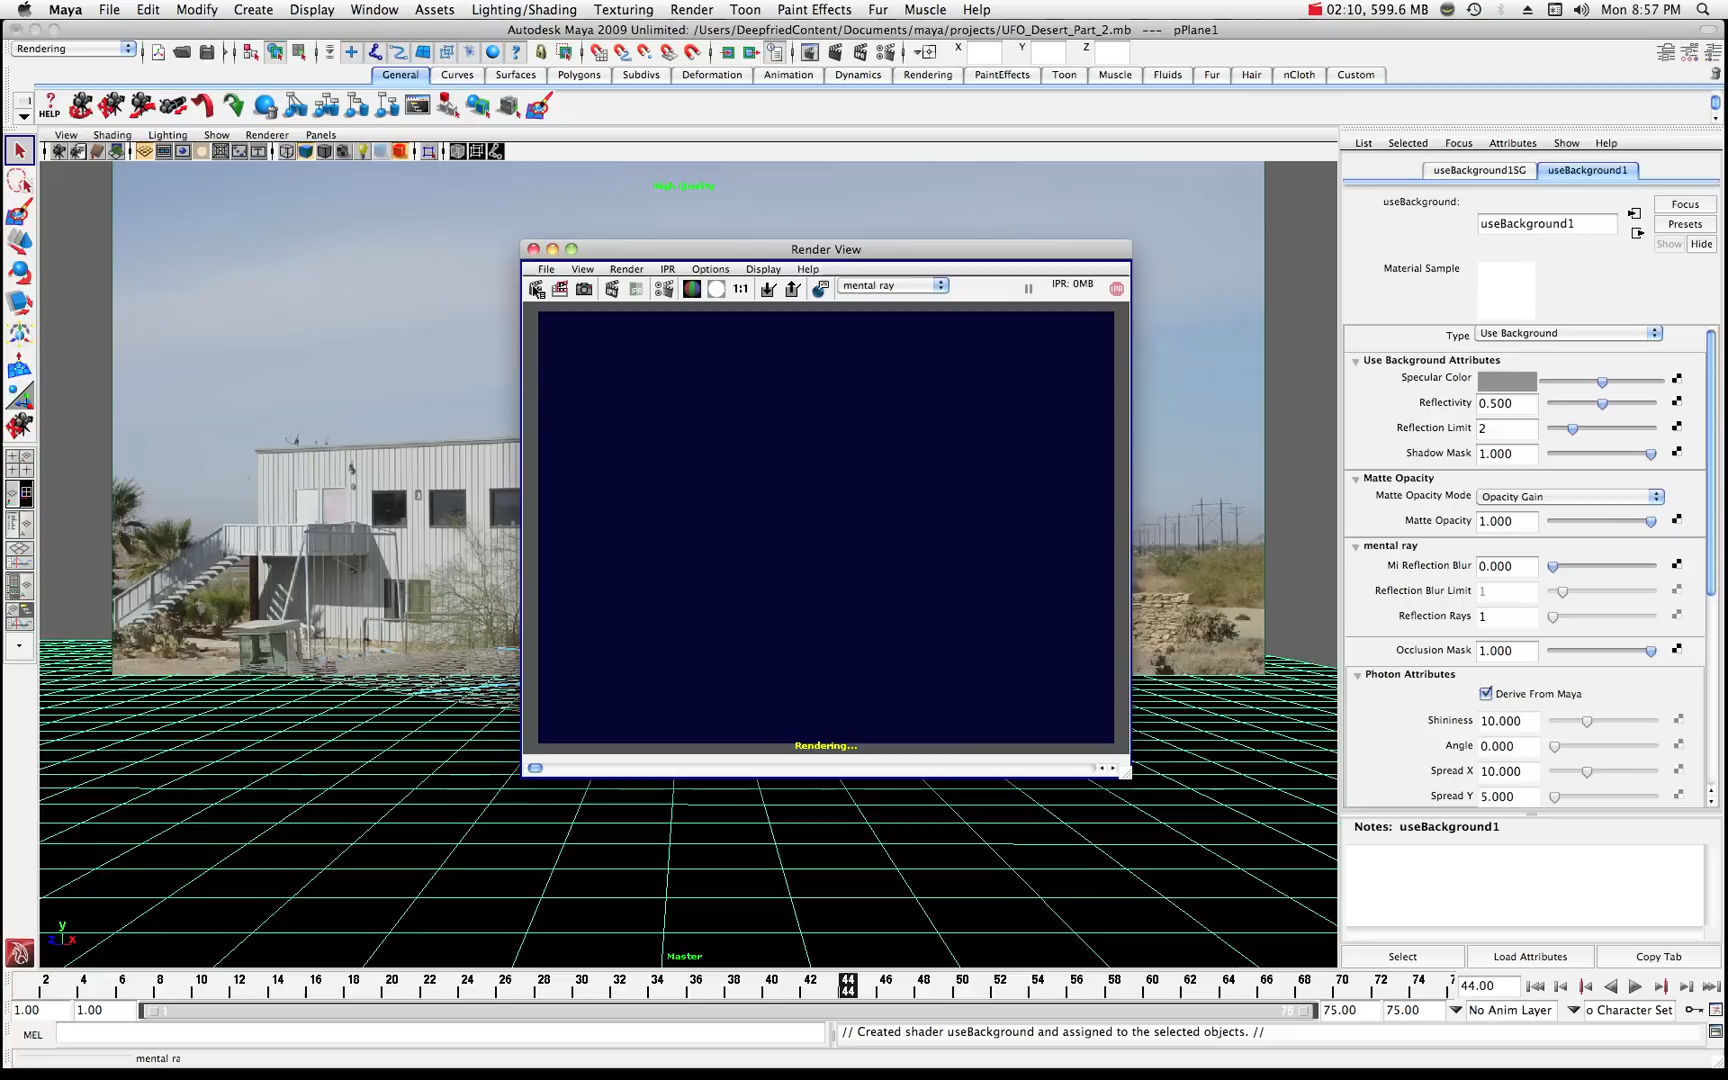 Maya File Edit Modify Create Display Window Assets Lighting/Shading Texturing Render Toon Paint Effects Fur Muscle Help 02:10, 599.6 MB Mon 8:57 PM
Autodesk Maya 2009 Unlimited: /Users/DeepfriedContent/Documents/maya/projects/UFO_Desert_Part_2.mb --- pPlane1
Rendering X Y Z
General Curves Surfaces Polygons Subdivs Deformation Animation Dynamics Rendering PaintEffects Toon Muscle Fluids Fur Hair nCloth Custom
HELP
View Shading Lighting Show Renderer Panels
List Selected Focus Attributes Show Help
useBackground1SG useBackground1
High Quality
useBackground: useBackground1
Focus
Presets
Show Hide
Material Sample
Render View
File View Render IPR Options Display Help
IPR 1:1 mental ray IPR: 0MB IPR
Type Use Background
Use Background Attributes
Specular Color
Reflectivity 0.500
Reflection Limit 2
Shadow Mask 1.000
Matte Opacity
Matte Opacity Mode Opacity Gain
Matte Opacity 1.000
mental ray
Mi Reflection Blur 0.000
Reflection Blur Limit 1
Reflection Rays 1
Occlusion Mask 1.000
Photon Attributes
Derive From Maya
Shininess 10.000
Angle 0.000
Spread X 10.000
Spread Y 5.000
Rendering...
Notes: useBackground1
y
z x
Master
Select Load Attributes Copy Tab
2 4 6 8 10 12 14 16 18 20 22 24 26 28 30 32 34 36 38 40 42 44 46 48 50 52 54 56 58 60 62 64 66 68 70 72 74 44.00
44
1.00 1.00 1 75 75.00 75.00 No Anim Layer o Character Set
MEL // Created shader useBackground and assigned to the selected objects. //
mental ra